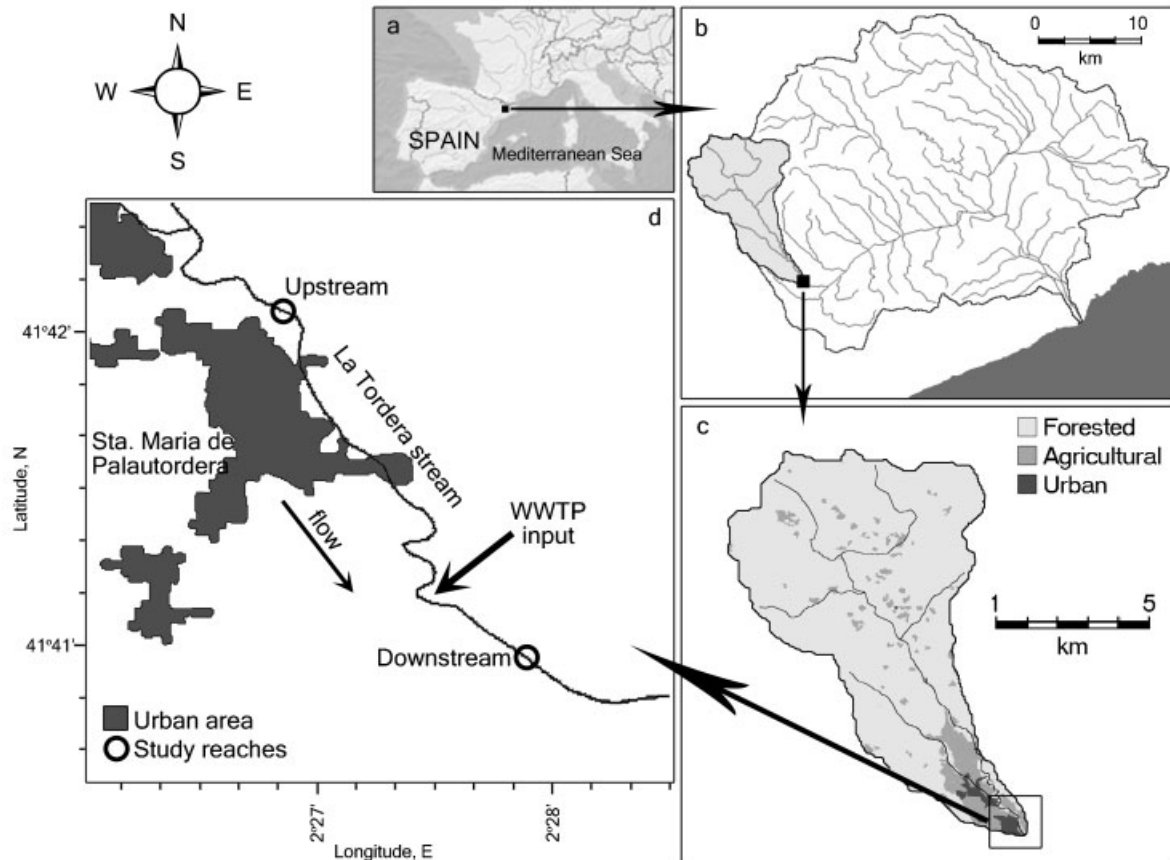 N
W
E
S
a
SPAIN
Mediterranean Sea
b
0
10
km
d
Upstream
41º42'
La Tordera stream
Sta. Maria de
Palautordera
Latitude, N
flow
WWTP
input
41º41'
Downstream
Urban area
Study reaches
2º27'
2º28'
Longitude, E
c
Forested
Agricultural
Urban
1
5
km